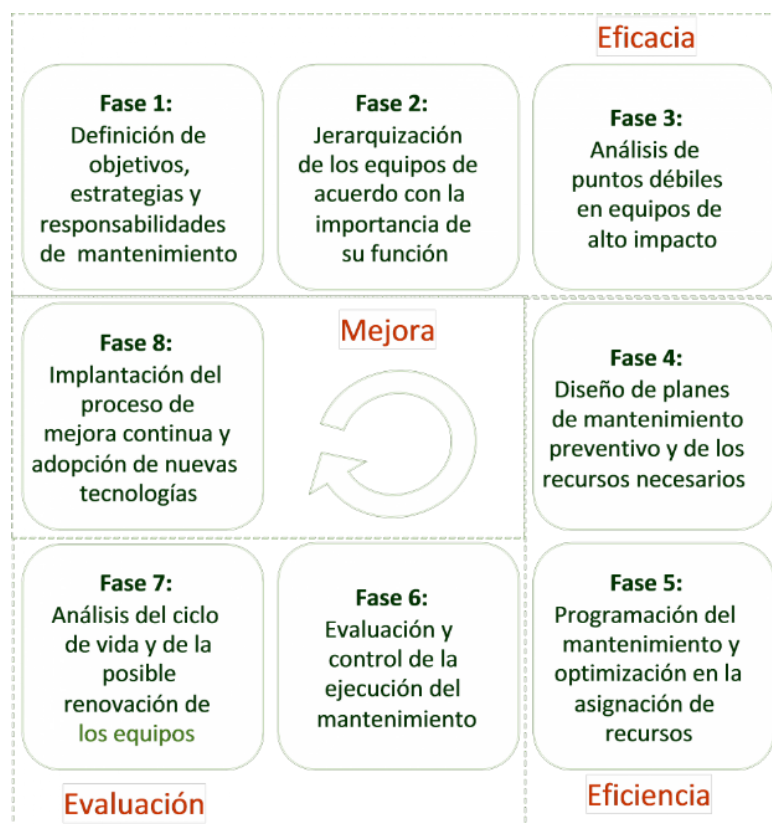 Eficacia
Fase 1:
Definición de
objetivos,
estrategias y
responsabilidades
de mantenimiento
Fase 2:
Jerarquización
de los equipos de
acuerdo con la
importancia de
su función
Fase 3:
Análisis de
puntos débiles
en equipos de
alto impacto
Mejora
Fase 8:
Implantación del
proceso de
mejora continua y
adopción de nuevas
tecnologías
Fase 4:
Diseño de planes
de mantenimiento
preventivo y de los
recursos necesarios
Fase 7:
Análisis del ciclo
de vida y de la
posible
renovación de
los equipos
Fase 6:
Evaluación y
control de la
ejecución del
mantenimiento
Fase 5:
Programación del
mantenimiento y
optimización en la
asignación de
recursos
Evaluación
Eficiencia